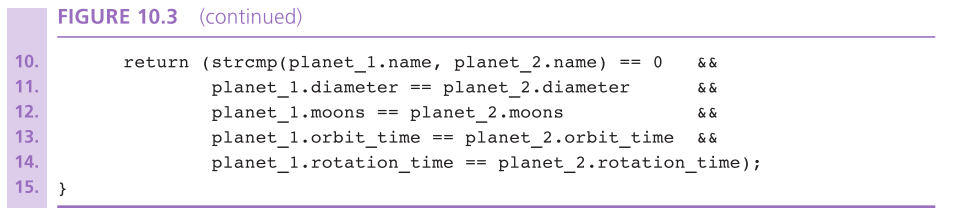 FIGURE 10.3 (continued)
10. return (strcmp(planet_1.name, planet_2.name) == 0 &&
11. planet_1.diameter == planet_2.diameter &&
12. planet_1.moons == planet_2.moons &&
13. planet_1.orbit_time == planet_2.orbit_time &&
14. planet_1.rotation_time == planet_2.rotation_time);
15. }